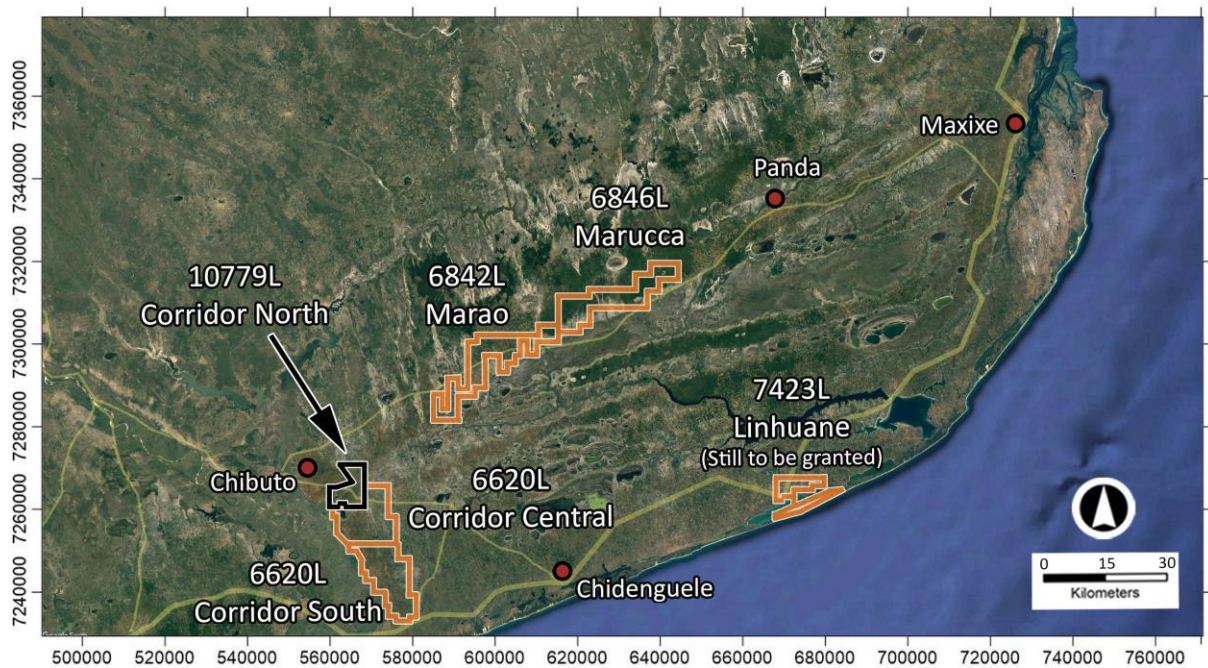 7360000
7340000
7320000
7300000
7280000
7260000
7240000
Maxixe
Panda
6846L
Marucca
10779L
Corridor North
6842L
Marao
7423L
Linhuane
(Still to be granted)
Chibuto
6620L
Corridor Central
6620L
Corridor South
Chidenguele
0 15 30
Kilometers
Google Earth
500000 520000 540000 560000 580000 600000 620000 640000 660000 680000 700000 720000 740000 760000